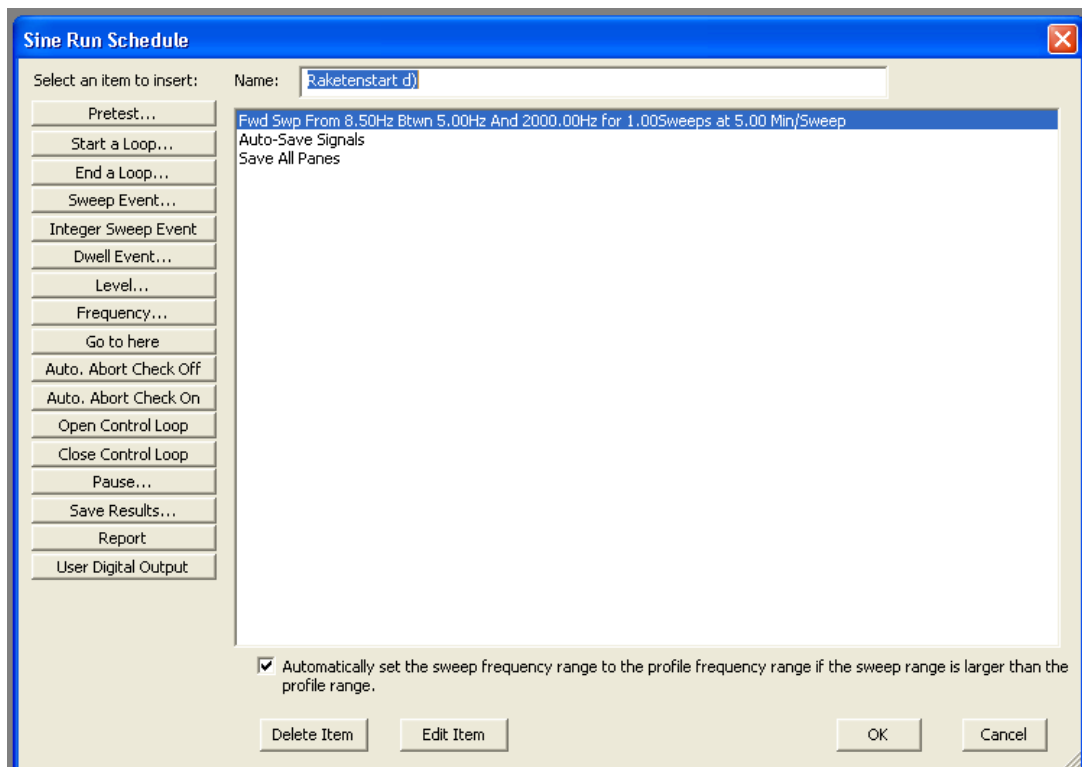 Sine Run Schedule
Select an item to insert:
Name:
Raketenstart d)
Pretest...
Start a Loop...
End a Loop...
Sweep Event...
Integer Sweep Event
Dwell Event...
Level...
Frequency...
Go to here
Auto. Abort Check Off
Auto. Abort Check On
Open Control Loop
Close Control Loop
Pause...
Save Results...
Report
User Digital Output
Fwd Swp From 8.50Hz Btwn 5.00Hz And 2000.00Hz for 1.00Sweeps at 5.00 Min/Sweep
Auto-Save Signals
Save All Panes
Automatically set the sweep frequency range to the profile frequency range if the sweep range is larger than the
profile range.
Delete Item
Edit Item
OK
Cancel